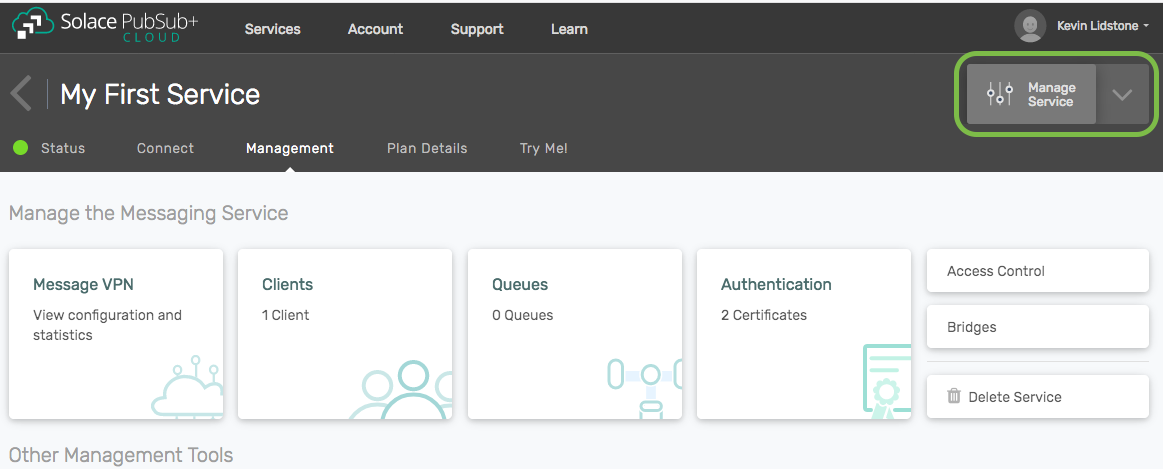 Solace PubSub+
CLOUD
Services
Account
Support
Learn
Kevin Lidstone
My First Service
Manage
Service
Status
Connect
Management
Plan Details
Try Me!
Manage the Messaging Service
Message VPN
View configuration and
statistics
Clients
1 Client
Queues
0 Queues
Authentication
2 Certificates
Access Control
Bridges
Delete Service
Other Management Tools